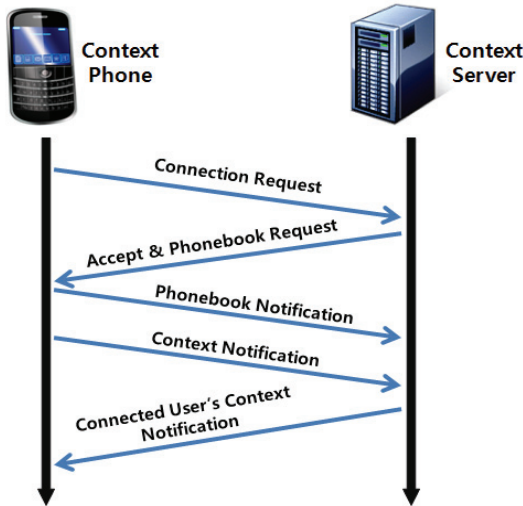 Context
Phone
Context
Server
Connection Request
Accept & Phonebook Request
Phonebook Notification
Context Notification
Connected User's Context
Notification